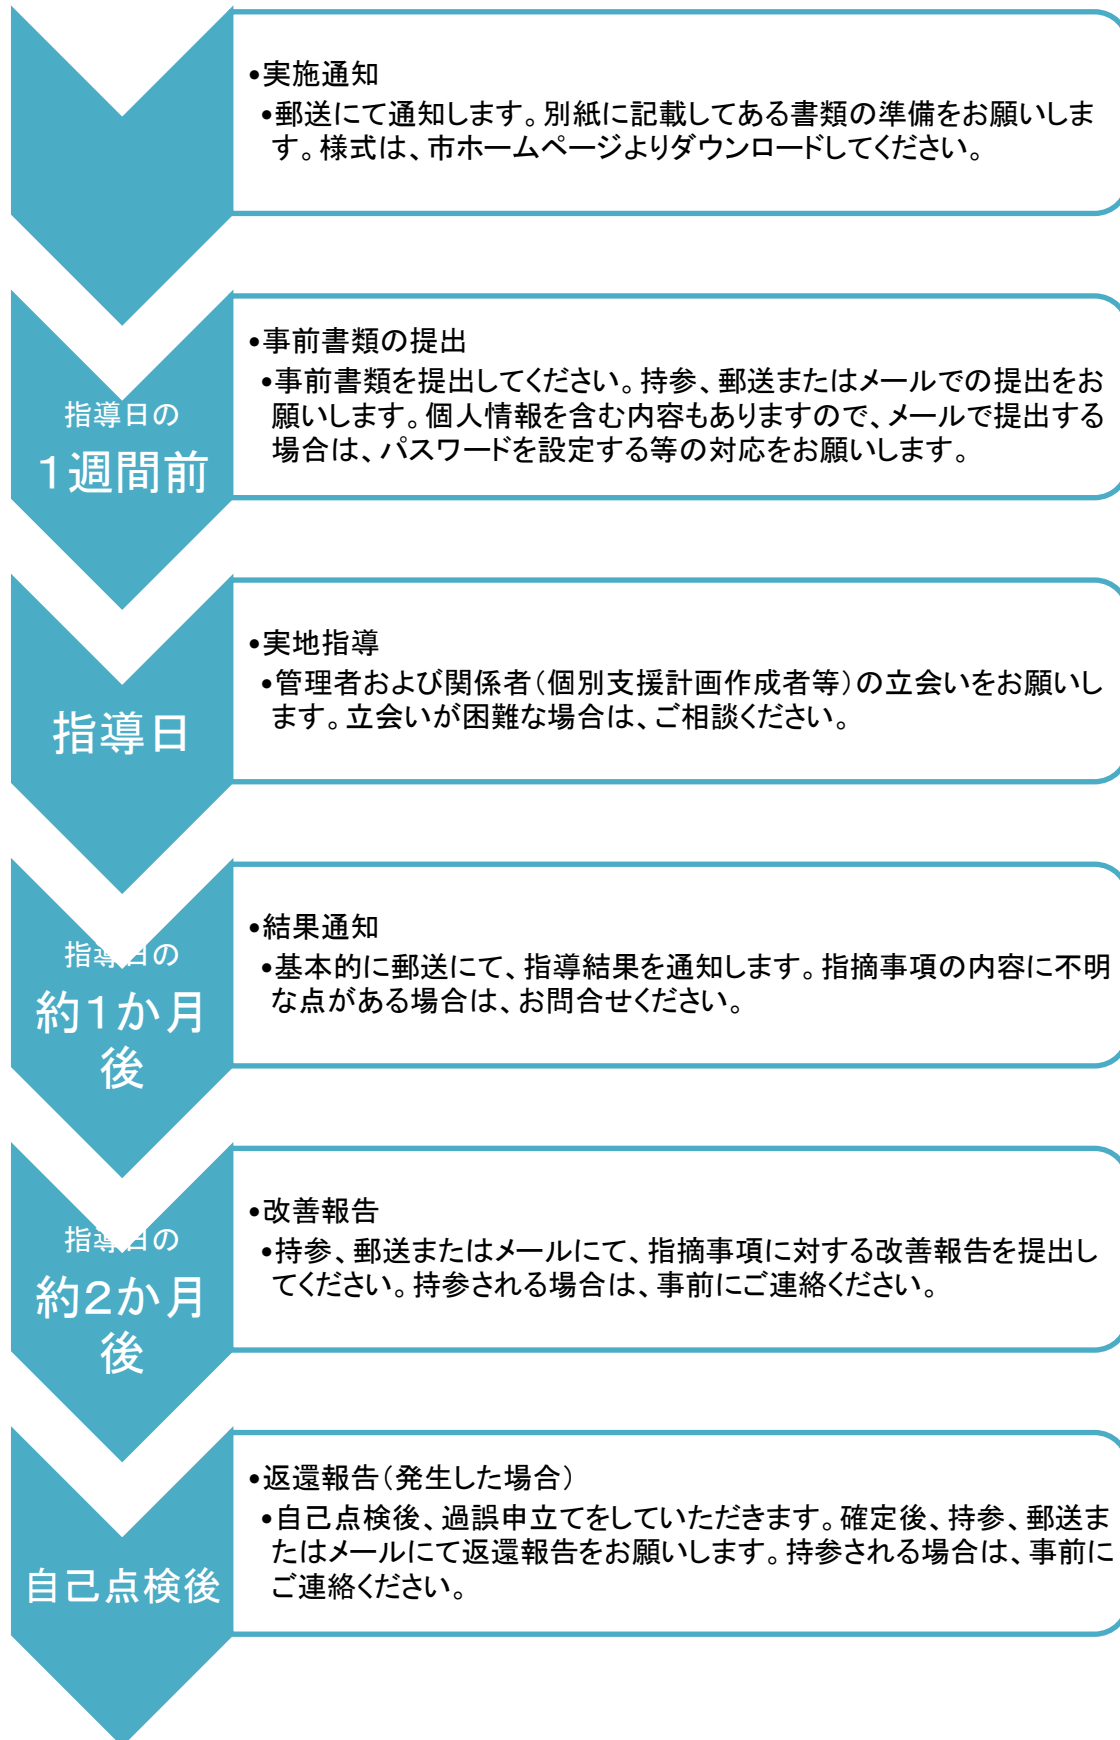 •実施通知
•郵送にて通知します。別紙に記載してある書類の準備をお願いしま
す。様式は、市ホームページよりダウンロードしてください。
指導日の
1週間前
•事前書類の提出
•事前書類を提出してください。持参、郵送またはメールでの提出をお
願いします。個人情報を含む内容もありますので、メールで提出する
場合は、パスワードを設定する等の対応をお願いします。
指導日
•実地指導
•管理者および関係者(個別支援計画作成者等)の立会いをお願いし
ます。立会いが困難な場合は、ご相談ください。
指導日の
約1か月
後
•結果通知
•基本的に郵送にて、指導結果を通知します。指摘事項の内容に不明
な点がある場合は、お問合せください。
指導日の
約2か月
後
•改善報告
•持参、郵送またはメールにて、指摘事項に対する改善報告を提出し
てください。持参される場合は、事前にご連絡ください。
自己点検後
•返還報告(発生した場合)
•自己点検後、過誤申立てをしていただきます。確定後、持参、郵送ま
たはメールにて返還報告をお願いします。持参される場合は、事前に
ご連絡ください。